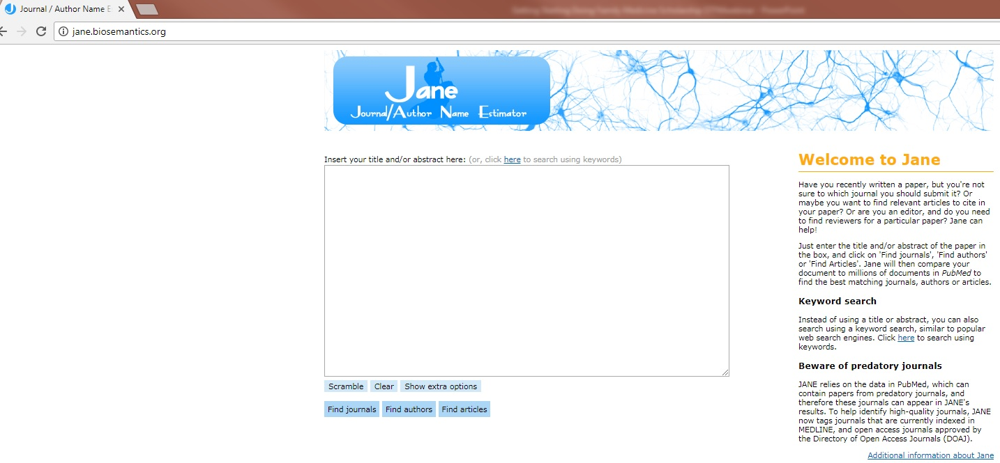 Journal / Author Name E
jane.biosemantics.org
Jane
Journal/Author Name Estimator
Insert your title and/or abstract here: (or, click here to search using keywords)
Scramble Clear Show extra options
Find journals Find authors Find articles
Welcome to Jane
Have you recently written a paper, but you're not
sure to which journal you should submit it? Or
maybe you want to find relevant articles to cite in
your paper? Or are you an editor, and do you need
to find reviewers for a particular paper? Jane can
help!
Just enter the title and/or abstract of the paper in
the box, and click on 'Find journals', 'Find authors'
or 'Find Articles'. Jane will then compare your
document to millions of documents in PubMed to
find the best matching journals, authors or articles.
Keyword search
Instead of using a title or abstract, you can also
search using a keyword search, similar to popular
web search engines. Click here to search using
keywords.
Beware of predatory journals
JANE relies on the data in PubMed, which can
contain papers from predatory journals, and
therefore these journals can appear in JANE's
results. To help identify high-quality journals, JANE
now tags journals that are currently indexed in
MEDLINE, and open access journals approved by
the Directory of Open Access Journals (DOAJ).
Additional information about Jane